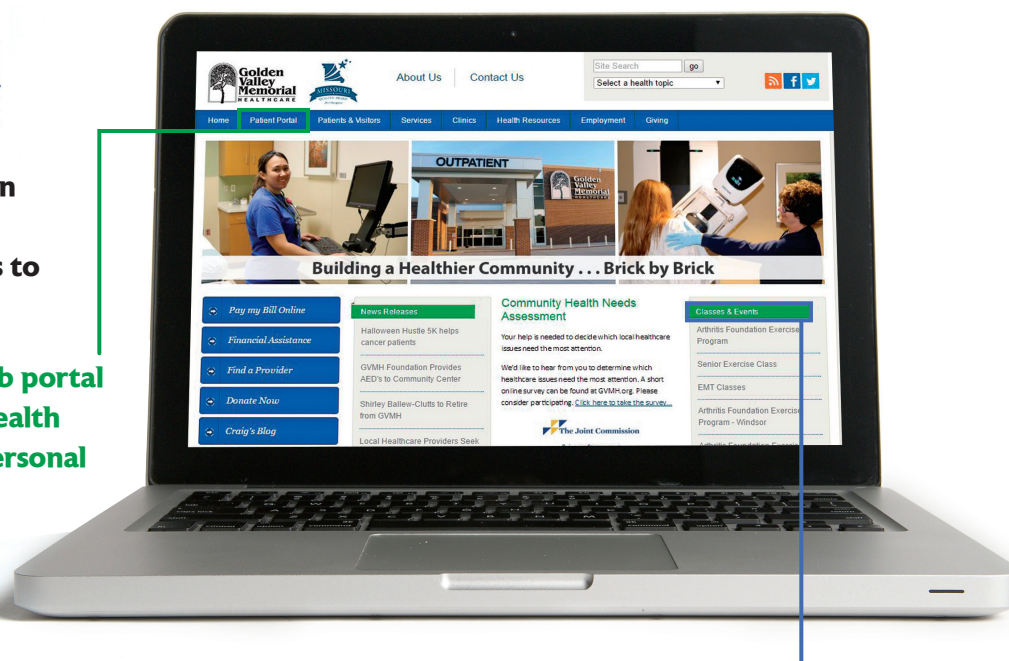 n
s to
b portal
ealth
ersonal
Golden
Valley
Memorial
HEALTHCARE
MISSOURI
About Us
Contact Us
Site Search
go
Select a health topic
Home
Patient Portal
Patients & Visitors
Services
Clinics
Health Resources
Employment
Giving
OUTPATIENT
Golden
Valley
Memorial
HEALTHCARE
Building a Healthier Community . . . Brick by Brick
Pay my Bill Online
Financial Assistance
Find a Provider
Donate Now
Craig's Blog
News Releases
Halloween Hustle 5K helps
cancer patients
GVMH Foundation Provides
AED's to Community Center
Shirley Ballew-Clutts to Retire
from GVMH
Local Healthcare Providers Seek
Community Health Needs
Assessment
Your help is needed to decide which local healthcare
issues need the most attention.
We'd like to hear from you to determine which
healthcare issues need the most attention. A short
online survey can be found at GVMH.org. Please
consider participating. Click here to take the survey...
The Joint Commission
Classes & Events
Arthritis Foundation Exercise
Program
Senior Exercise Class
EMT Classes
Arthritis Foundation Exercise
Program - Windsor
Arthritis Foundation Exercise